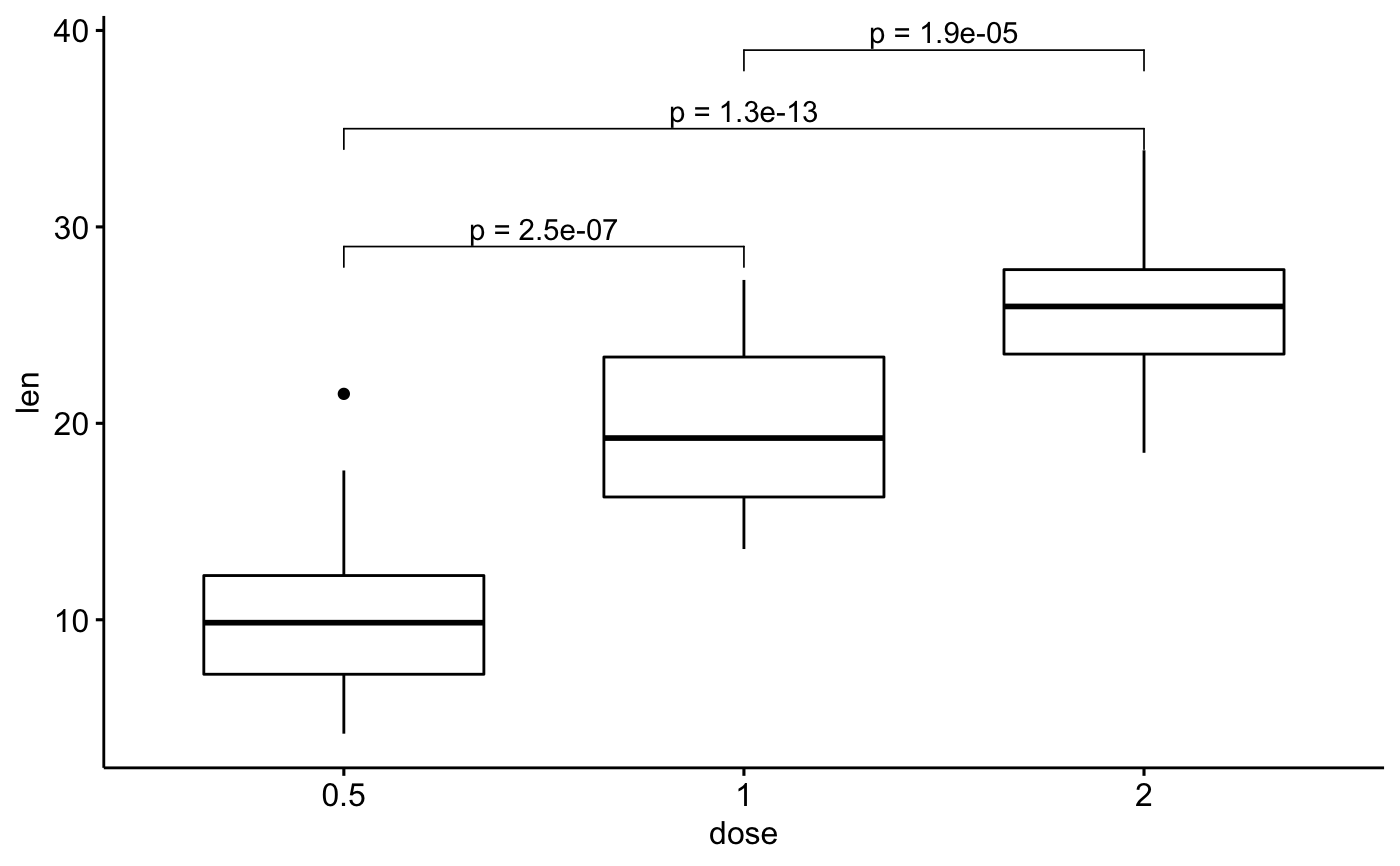 40
p = 1.9e-05
p = 1.3e-13
30
p = 2.5e-07
len
20
10
0.5 1 2
dose